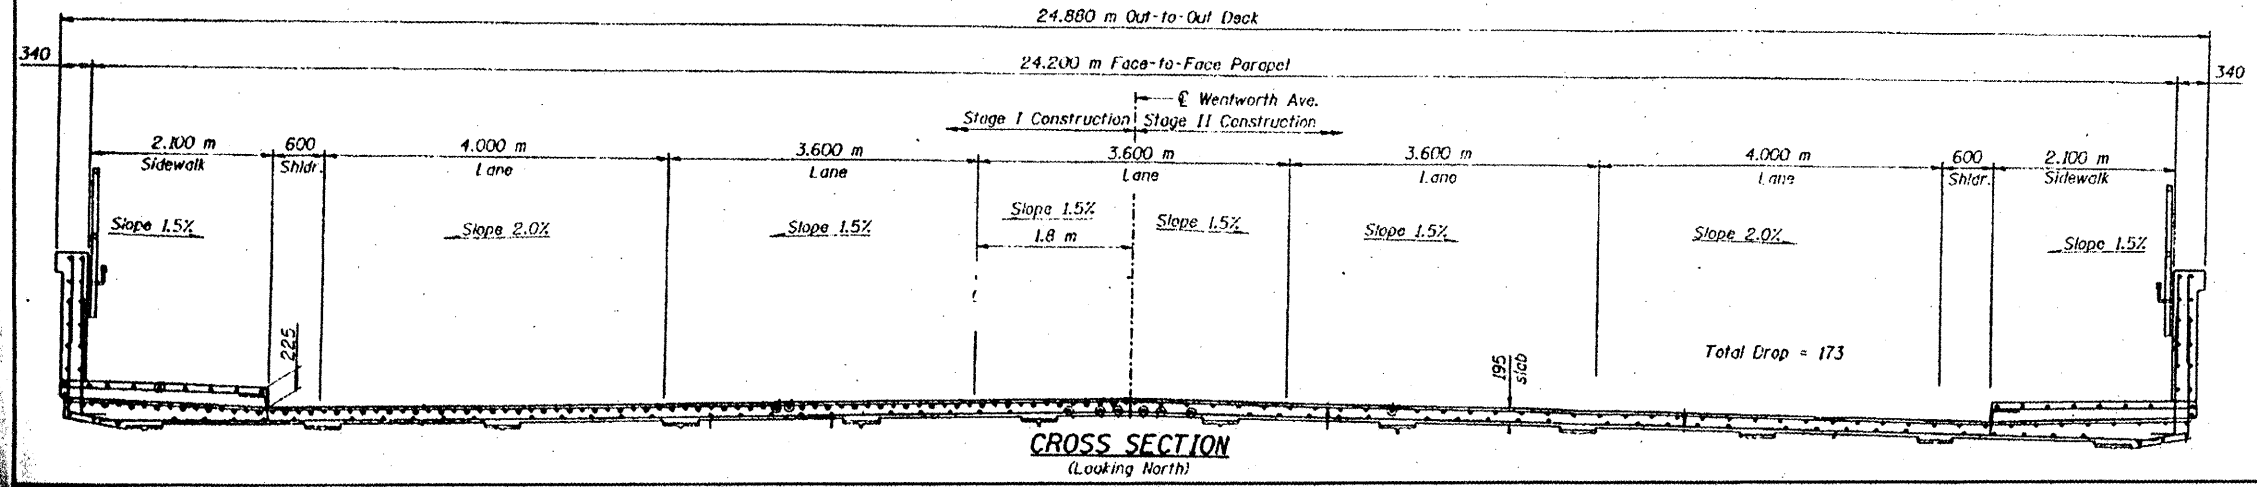 24.880 m Out-to-Out Deck
340
24.200 m Face-to-Face Parapet
340
℄ Wentworth Ave.
Stage I Construction
Stage II Construction
2.100 m
600
4.000 m
3.600 m
3.600 m
3.600 m
4.000 m
600
2.100 m
Sidewalk
Shldr.
Lane
Lane
Lane
Lane
Lane
Shldr.
Sidewalk
Slope 1.5%
Slope 2.0%
Slope 1.5%
Slope 1.5%
1.8 m
Slope 1.5%
Slope 1.5%
Slope 2.0%
Slope 1.5%
225
195
slab
Total Drop = 173
CROSS SECTION
(Looking North)